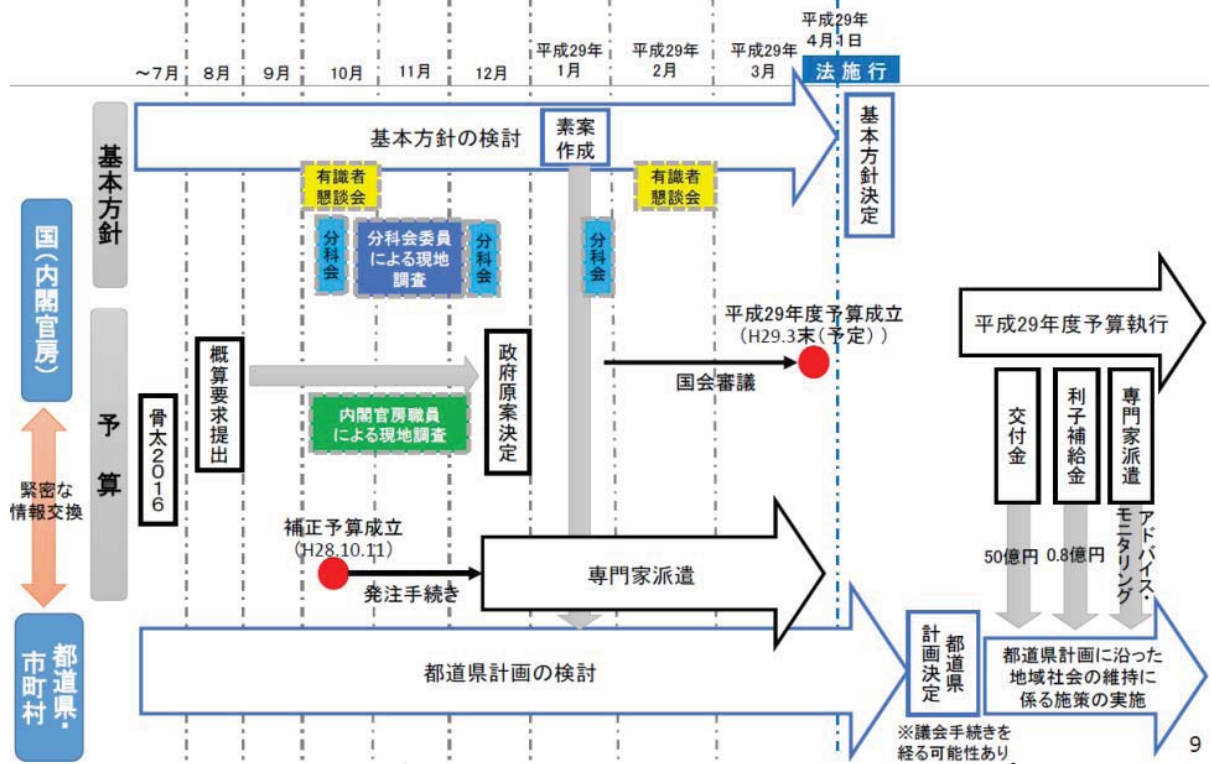 平成29年
4月1日
法施行
～7月
8月
9月
10月
11月
12月
平成29年
1月
平成29年
2月
平成29年
3月
国（内閣官房）
緊密な
情報交換
都道県・
市町村
基本方針
予算
基本方針の検討
素案
作成
基本方針決定
有識者
懇談会
有識者
懇談会
分科会
分科会委員
による現地
調査
分科会
分科会
骨太2016
概算要求提出
内閣官房職員
による現地調査
政府原案決定
平成29年度予算成立
（H29.3末（予定））
国会審議
平成29年度予算執行
交付金
利子補給金
専門家派遣
50億円
0.8億円
アドバイス・
モニタリング
補正予算成立
（H28.10.11）
発注手続き
専門家派遣
都道県計画の検討
都道県
計画決定
※議会手続きを
経る可能性あり
都道県計画に沿った
地域社会の維持に
係る施策の実施
9